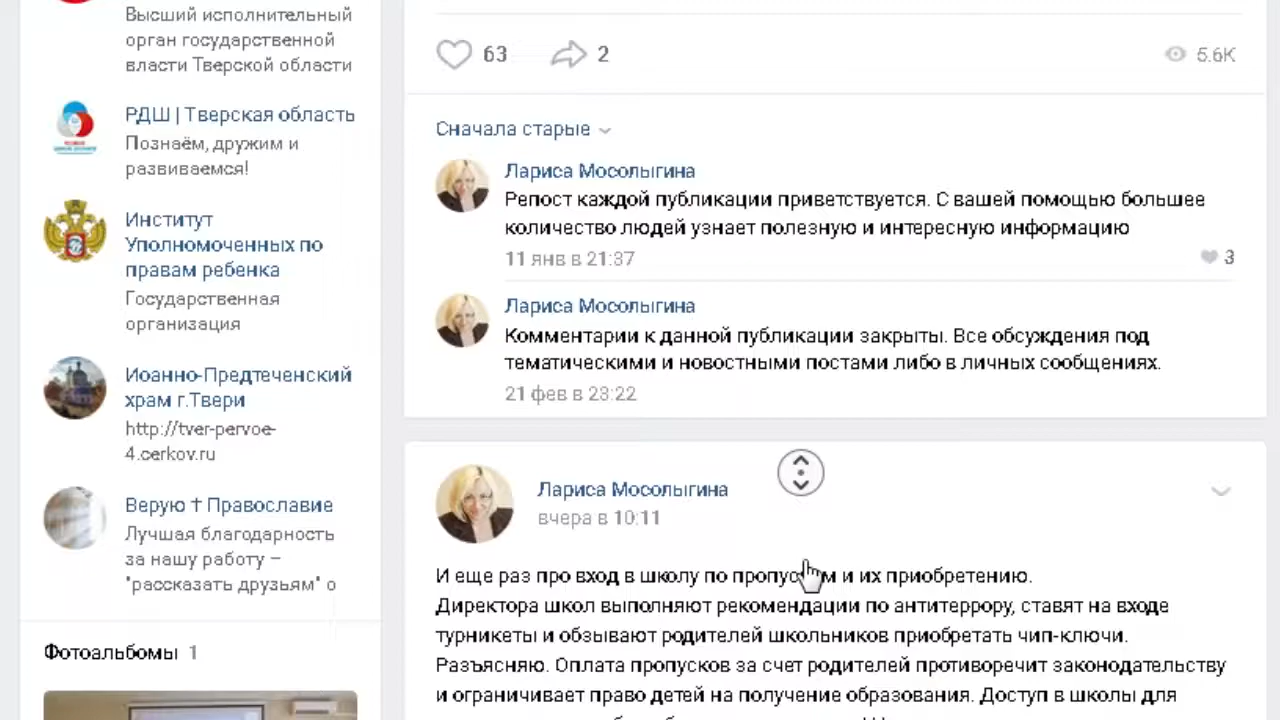 Высший исполнительный
орган государственной
власти Тверской области
РДШ | Тверская область
Познаём, дружим и
развиваемся!
Институт
Уполномоченных по
правам ребенка
Государственная
организация
Иоанно-Предтеченский
храм г.Твери
http://tver-pervoe-
4.cerkov.ru
Верую † Православие
Лучшая благодарность
за нашу работу –
"рассказать друзьям" о
Фотоальбомы 1
63 2 5.6K
Сначала старые
Лариса Мосолыгина
Репост каждой публикации приветствуется. С вашей помощью большее
количество людей узнает полезную и интересную информацию
11 янв в 21:37 3
Лариса Мосолыгина
Комментарии к данной публикации закрыты. Все обсуждения под
тематическими и новостными постами либо в личных сообщениях.
21 фев в 23:22
Лариса Мосолыгина
вчера в 10:11
И еще раз про вход в школу по пропускам и их приобретению.
Директора школ выполняют рекомендации по антитеррору, ставят на входе
турникеты и обзывают родителей школьников приобретать чип-ключи.
Разъясняю. Оплата пропусков за счет родителей противоречит законодательству
и ограничивает право детей на получение образования. Доступ в школы для